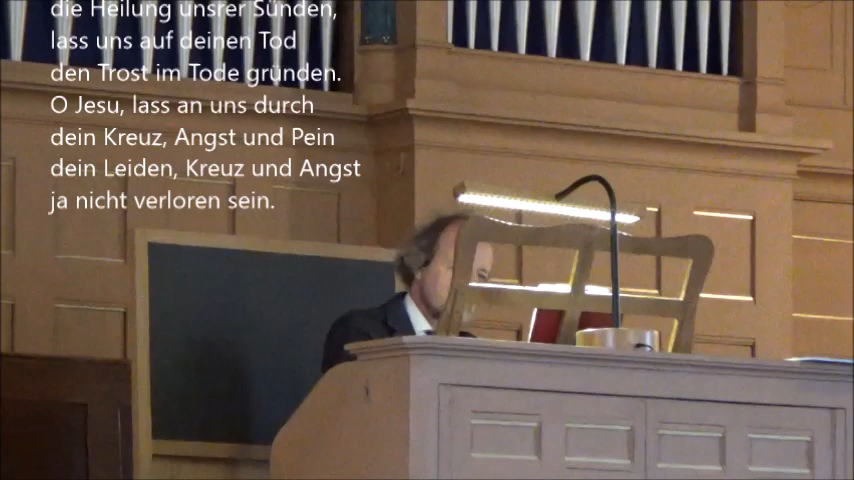 die Heilung unsrer Sünden,
lass uns auf deinen Tod
den Trost im Tode gründen.
O Jesu, lass an uns durch
dein Kreuz, Angst und Pein
dein Leiden, Kreuz und Angst
ja nicht verloren sein.